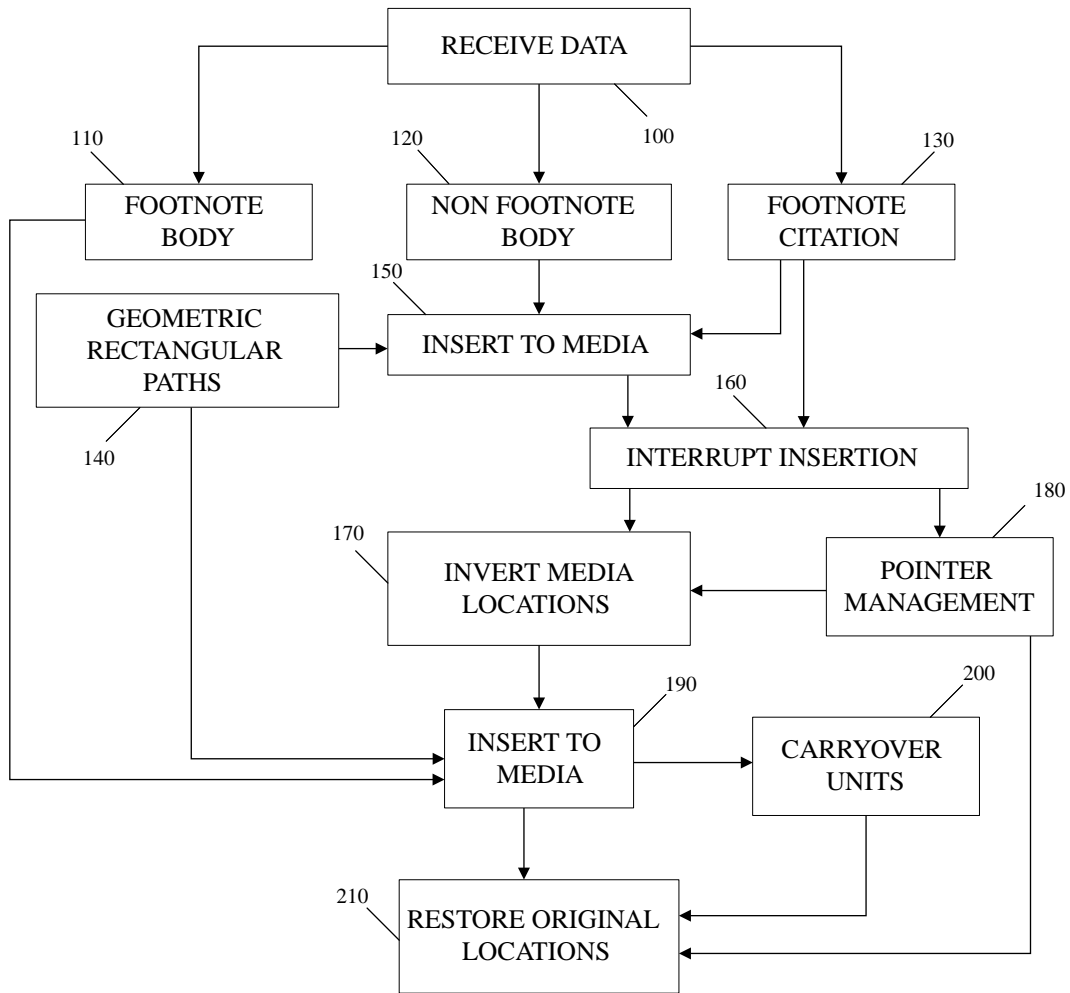 RECEIVE DATA
100
110
120
130
FOOTNOTE
BODY
NON FOOTNOTE
BODY
FOOTNOTE
CITATION
150
GEOMETRIC
RECTANGULAR
PATHS
INSERT TO MEDIA
140
160
INTERRUPT INSERTION
170
180
INVERT MEDIA
LOCATIONS
POINTER
MANAGEMENT
190
200
INSERT TO
MEDIA
CARRYOVER
UNITS
210
RESTORE ORIGINAL
LOCATIONS